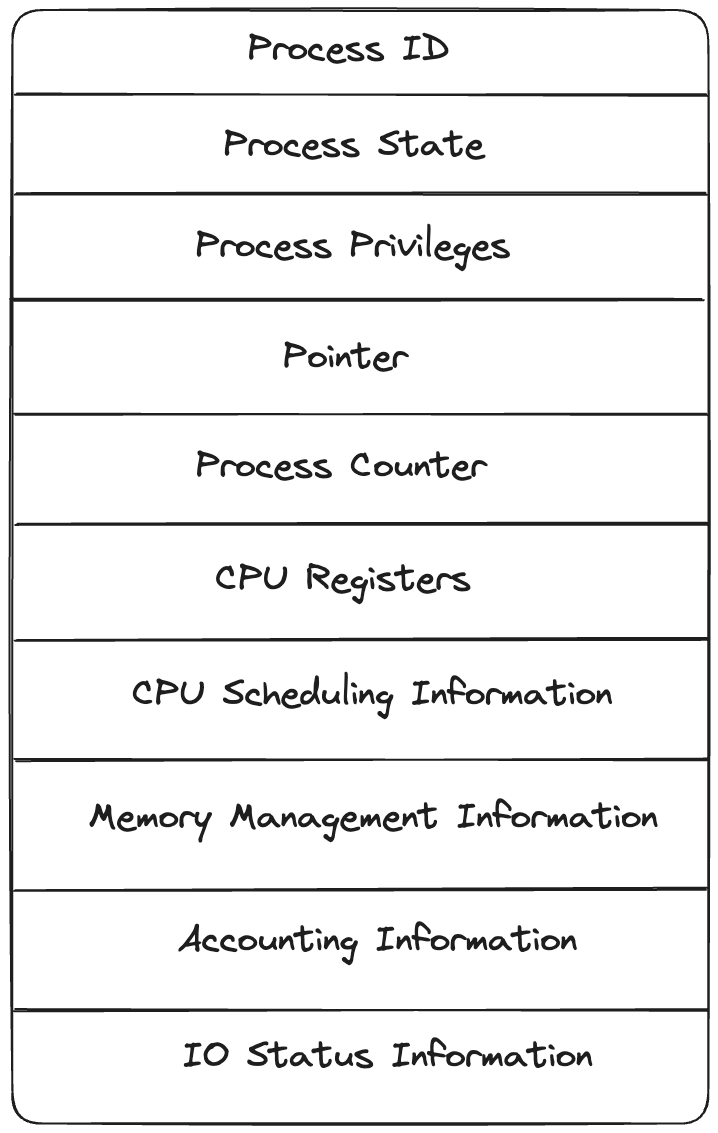 Process ID
Process State
Process Privileges
Pointer
Process Counter
CPU Registers
CPU Scheduling Information
Memory Management Information
Accounting Information
IO Status Information